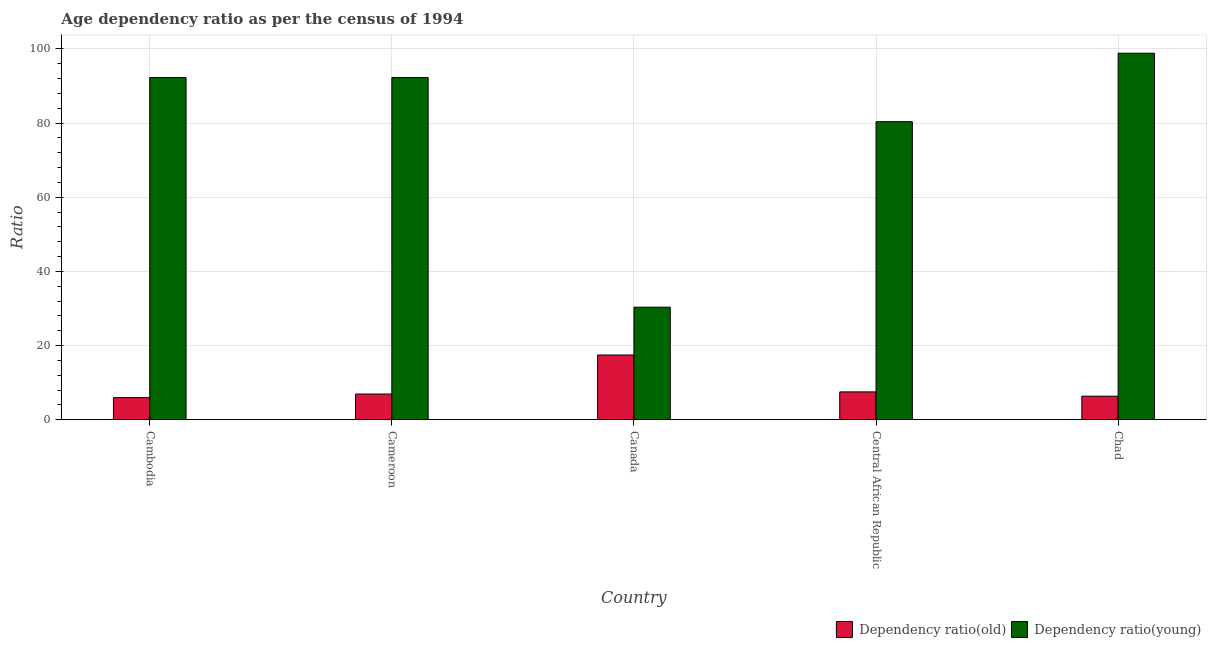 Age dependency ratio as per the census of 1994
Ratio
100
80
60
40
20
0
Cambodia
Cameroon
Canada
Central African Republic
Chad
Country
Dependency ratio(old)
Dependency ratio(young)